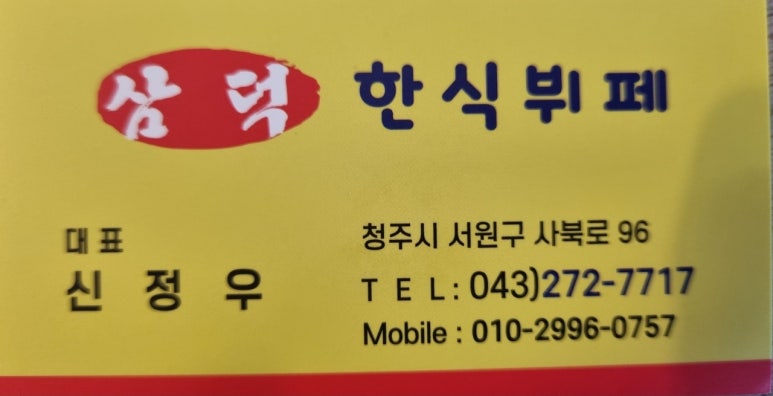 삼덕 한식뷔페
대표
신정우
청주시 서원구 사북로 96
TEL: 043)272-7717
Mobile : 010-2996-0757